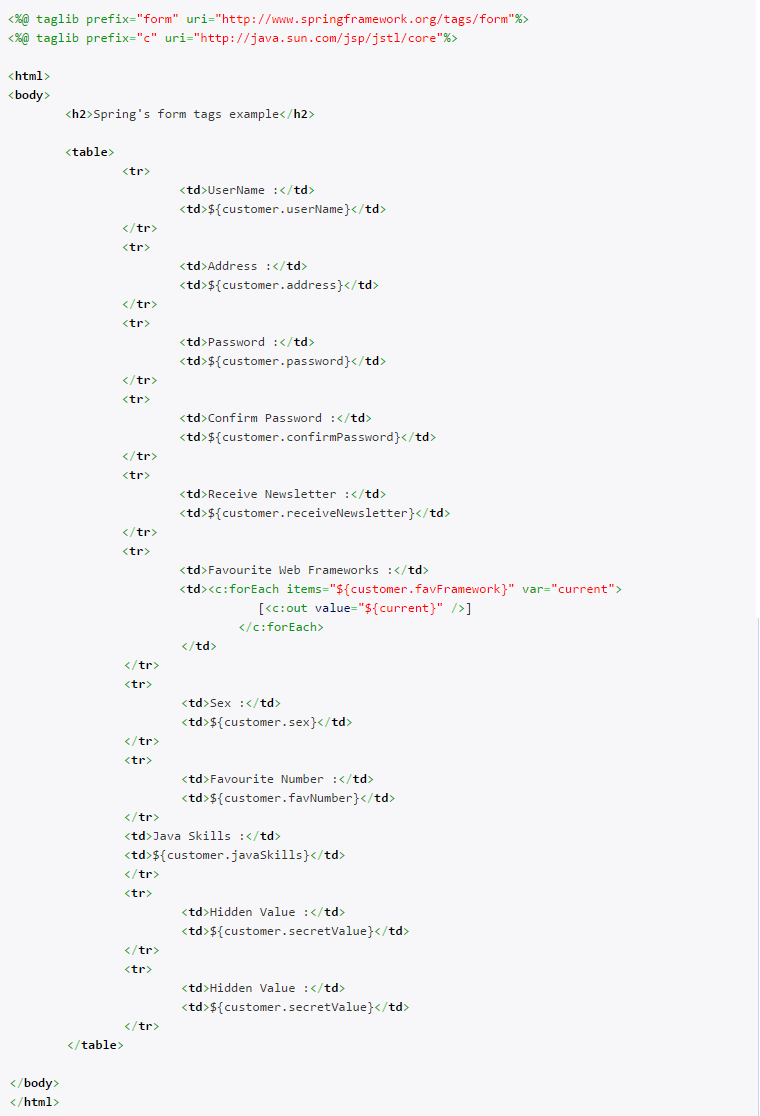 <%@ taglib prefix="form" uri="http://www.springframework.org/tags/form"%>
<%@ taglib prefix="c" uri="http://java.sun.com/jsp/jstl/core"%>

<html>
<body>
	<h2>Spring's form tags example</h2>

	<table>
		<tr>
			<td>UserName :</td>
			<td>${customer.userName}</td>
		</tr>
		<tr>
			<td>Address :</td>
			<td>${customer.address}</td>
		</tr>
		<tr>
			<td>Password :</td>
			<td>${customer.password}</td>
		</tr>
		<tr>
			<td>Confirm Password :</td>
			<td>${customer.confirmPassword}</td>
		</tr>
		<tr>
			<td>Receive Newsletter :</td>
			<td>${customer.receiveNewsletter}</td>
		</tr>
		<tr>
			<td>Favourite Web Frameworks :</td>
			<td><c:forEach items="${customer.favFramework}" var="current">
		          	   [<c:out value="${current}" />]
		        	</c:forEach>
			</td>
		</tr>
		<tr>
			<td>Sex :</td>
			<td>${customer.sex}</td>
		</tr>
		<tr>
			<td>Favourite Number :</td>
			<td>${customer.favNumber}</td>
		</tr>
		<td>Java Skills :</td>
		<td>${customer.javaSkills}</td>
		</tr>
		<tr>
			<td>Hidden Value :</td>
			<td>${customer.secretValue}</td>
		</tr>
		<tr>
			<td>Hidden Value :</td>
			<td>${customer.secretValue}</td>
		</tr>
	</table>

</body>
</html>